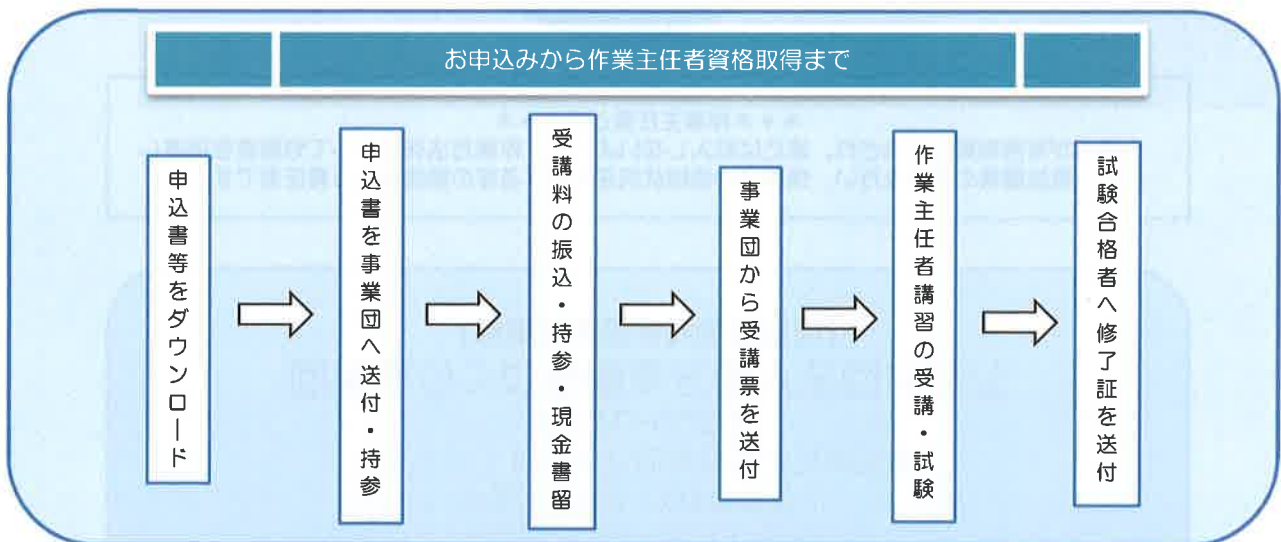 お申込みから作業主任者資格取得まで
申込書等をダウンロード
申込書を事業団へ送付・持参
受講料の振込・持参・現金書留
事業団から受講票を送付
作業主任者講習の受講・試験
試験合格者へ修了証を送付